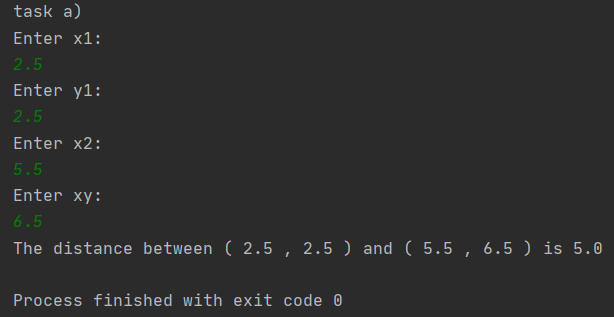 task a)
Enter x1:
2.5
Enter y1:
2.5
Enter x2:
5.5
Enter xy:
6.5
The distance between ( 2.5 , 2.5 ) and ( 5.5 , 6.5 ) is 5.0
Process finished with exit code 0